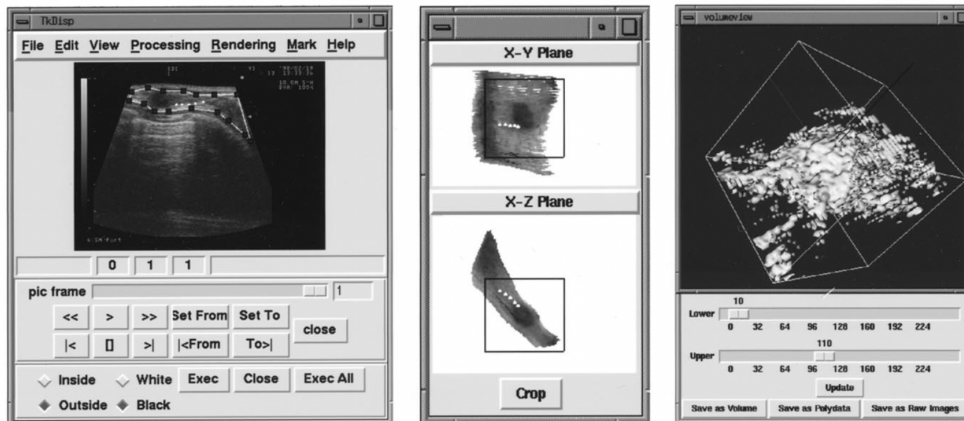 TkDisp
File Edit View Processing Rendering Mark Help
0 1 1
pic frame 1
<< > >> Set From Set To
close
|< [] >| |<From To>|
Inside White Exec Close Exec All
Outside Black
X-Y Plane
X-Z Plane
Crop
volumeview
10
Lower
0 32 64 96 128 160 192 224
110
Upper
0 32 64 96 128 160 192 224
Update
Save as Volume Save as Polydata Save as Raw Images